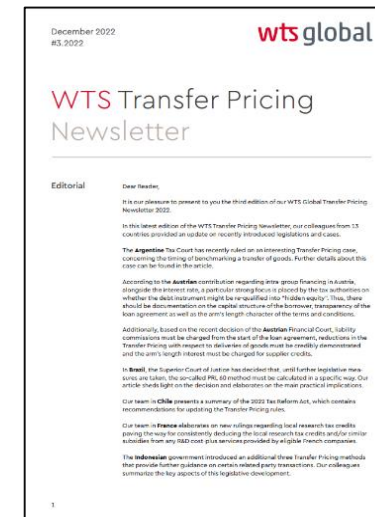 December 2022
#3.2022
wts global
WTS Transfer Pricing
Newsletter
Editorial
Dear Reader,
It is our pleasure to present to you the third edition of our WTS Global Transfer Pricing
Newsletter 2022.
In this latest edition of the WTS Transfer Pricing Newsletter, our colleagues from 13
countries provided an update on recently introduced legislations and cases.
The Argentine Tax Court has recently ruled on an interesting Transfer Pricing case,
concerning the timing of benchmarking a transfer of goods. Further details about this
case can be found in the article.
According to the Austrian contribution regarding intra-group financing in Austria,
alongside the interest rate, a particular strong focus is placed by the tax authorities on
whether the debt instrument might be re-qualified into "hidden equity". Thus, there
should be documentation on the capital structure of the borrower, transparency of the
loan agreement as well as the arm's length character of the terms and conditions.
Additionally, based on the recent decision of the Austrian Financial Court, liability
commissions must be charged from the start of the loan agreement, reductions in the
Transfer Pricing with respect to deliveries of goods must be credibly demonstrated
and the arm's length interest must be charged for supplier credits.
In Brazil, the Superior Court of Justice has decided that, until further legislative mea-
sures are taken, the so-called PRL 60 method must be calculated in a specific way. Our
article sheds light on the decision and elaborates on the main practical implications.
Our team in Chile presents a summary of the 2022 Tax Reform Act, which contains
recommendations for updating the Transfer Pricing rules.
Our team in France elaborates on new rulings regarding local research tax credits
paving the way for consistently deducting the local research tax credits and/or similar
subsidies from any R&D cost-plus services provided by eligible French companies.
The Indonesian government introduced an additional three Transfer Pricing methods
that provide further guidance on certain related party transactions. Our colleagues
summarize the key aspects of this legislative development.
1